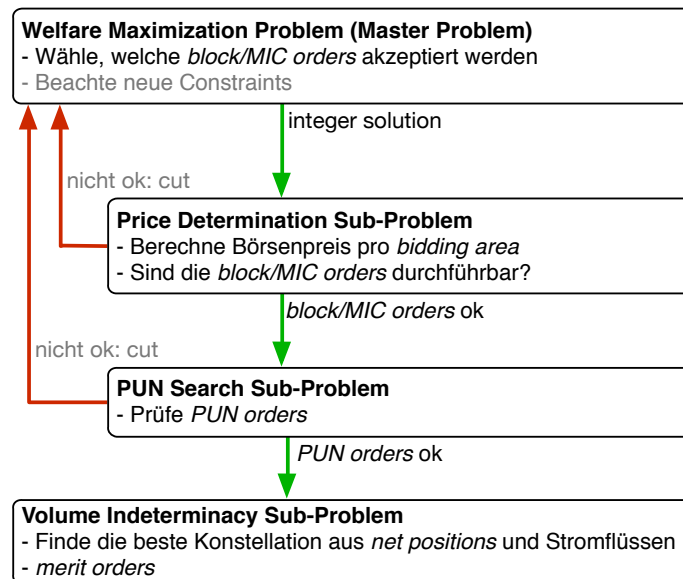 Welfare Maximization Problem (Master Problem)
- Wähle, welche block/MIC orders akzeptiert werden
- Beachte neue Constraints
integer solution
nicht ok: cut
Price Determination Sub-Problem
- Berechne Börsenpreis pro bidding area
- Sind die block/MIC orders durchführbar?
block/MIC orders ok
nicht ok: cut
PUN Search Sub-Problem
- Prüfe PUN orders
PUN orders ok
Volume Indeterminacy Sub-Problem
- Finde die beste Konstellation aus net positions und Stromflüssen
- merit orders